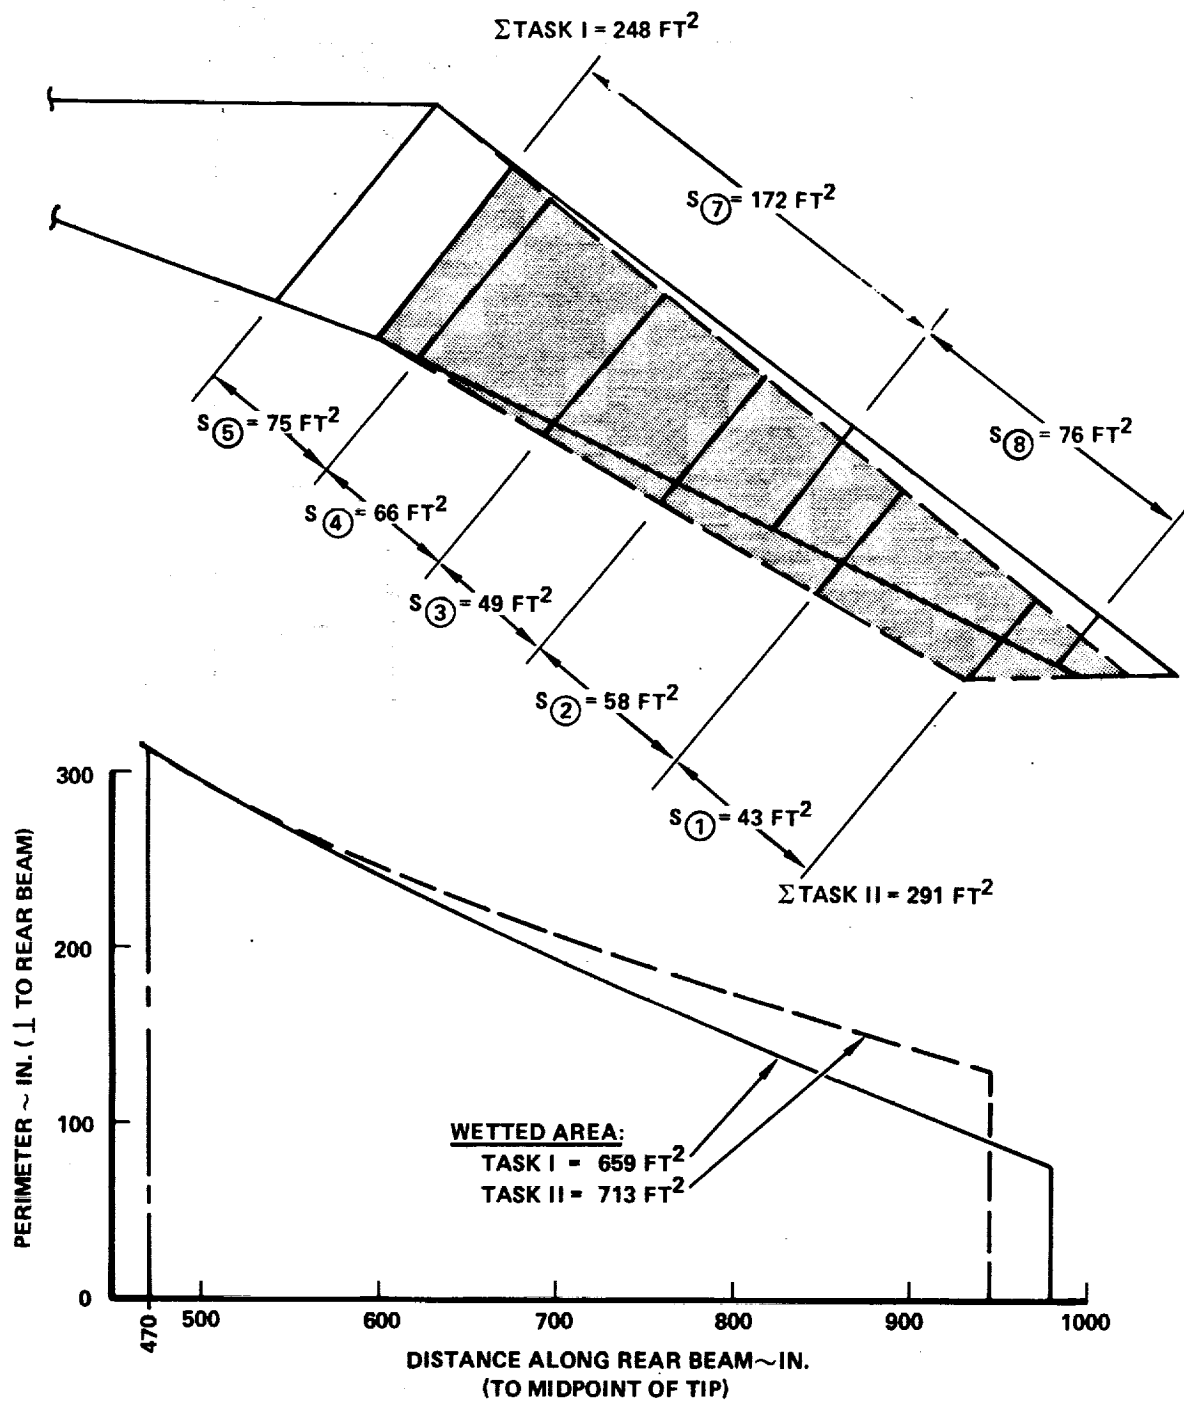 ΣTASK I = 248 FT²
S⑦ = 172 FT²
S⑧ = 76 FT²
S⑤ = 75 FT²
S④ = 66 FT²
S③ = 49 FT²
S② = 58 FT²
S① = 43 FT²
ΣTASK II = 291 FT²
PERIMETER ~ IN. (⊥ TO REAR BEAM)
300
200
100
0
WETTED AREA:
TASK I = 659 FT²
TASK II = 713 FT²
470 500 600 700 800 900 1000
DISTANCE ALONG REAR BEAM~IN.
(TO MIDPOINT OF TIP)